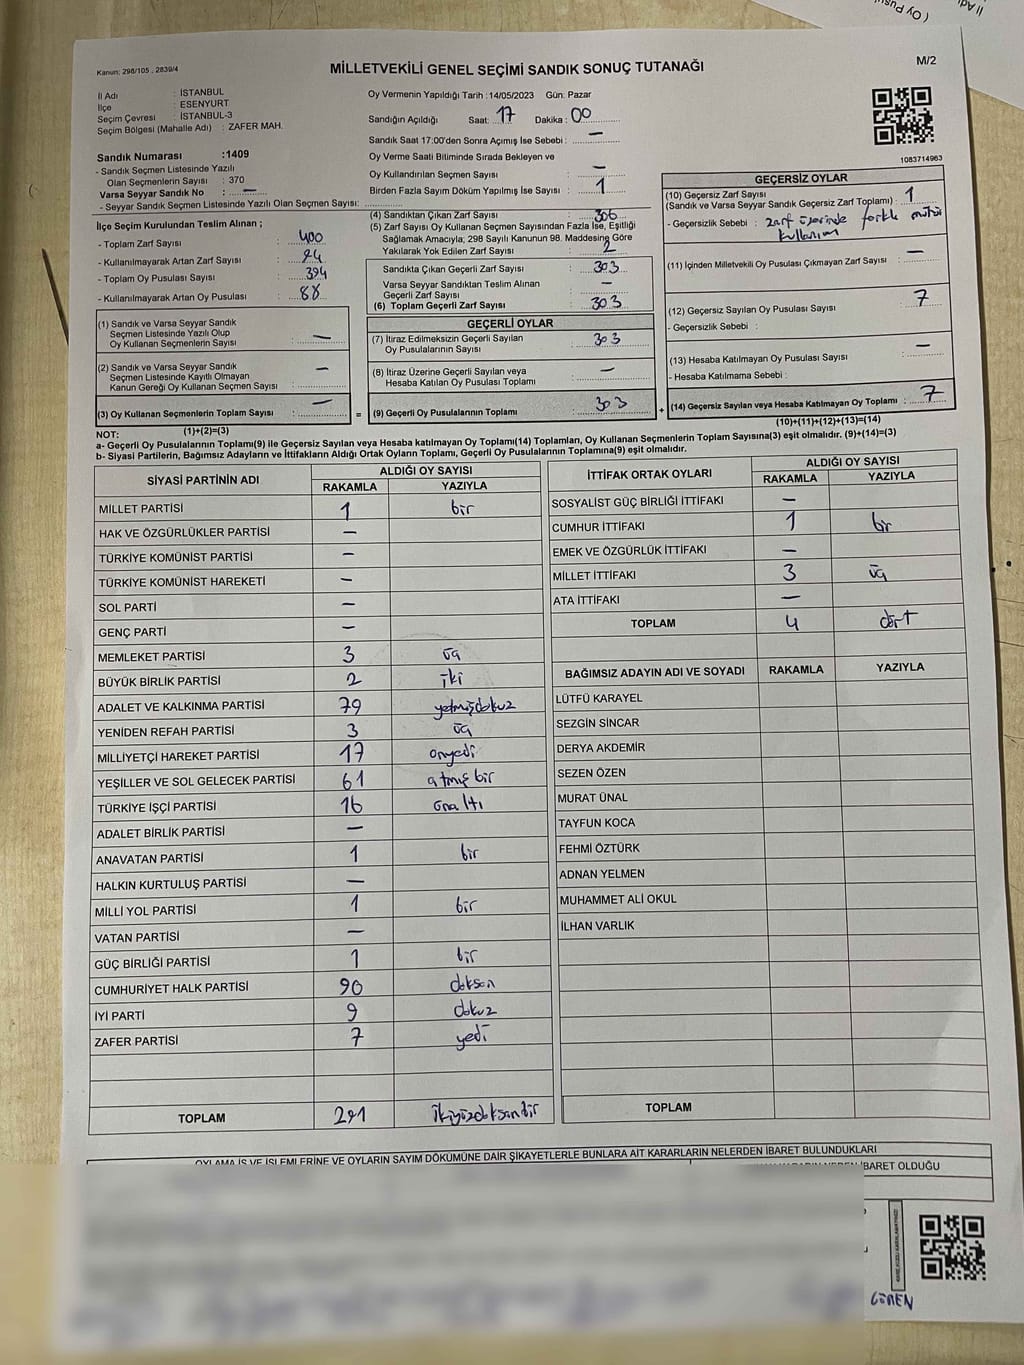 Kanun: 298/105 , 2839/4
MİLLETVEKİLİ GENEL SEÇİMİ SANDIK SONUÇ TUTANAĞI
M/2
İl Adı : İSTANBUL
İlçe : ESENYURT
Seçim Çevresi : İSTANBUL-3
Seçim Bölgesi (Mahalle Adı) : ZAFER MAH.
Oy Vermenin Yapıldığı Tarih :14/05/2023 Gün: Pazar
Sandığın Açıldığı Saat: 17 Dakika : 00
Sandık Saat 17:00'den Sonra Açımış İse Sebebi : —
Oy Verme Saati Bitiminde Sırada Bekleyen ve
Oy Kullandırılan Seçmen Sayısı : —
Birden Fazla Sayım Döküm Yapılmış İse Sayısı : 1
1083714963
Sandık Numarası :1409
- Sandık Seçmen Listesinde Yazılı
Olan Seçmenlerin Sayısı : 370
Varsa Seyyar Sandık No : —
- Seyyar Sandık Seçmen Listesinde Yazılı Olan Seçmen Sayısı:
İlçe Seçim Kurulundan Teslim Alınan ;
- Toplam Zarf Sayısı : 400
- Kullanılmayarak Artan Zarf Sayısı : 94
- Toplam Oy Pusulası Sayısı : 394
- Kullanılmayarak Artan Oy Pusulası : 88
(1) Sandık ve Varsa Seyyar Sandık
Seçmen Listesinde Yazılı Olup
Oy Kullanan Seçmenlerin Sayısı : —
(2) Sandık ve Varsa Seyyar Sandık
Seçmen Listesinde Kayıtlı Olmayan
Kanun Gereği Oy Kullanan Seçmen Sayısı : —
(3) Oy Kullanan Seçmenlerin Toplam Sayısı : —
(1)+(2)=(3)
(4) Sandıktan Çıkan Zarf Sayısı : 306
(5) Zarf Sayısı Oy Kullanan Seçmen Sayısından Fazla İse, Eşitliği
Sağlamak Amacıyla; 298 Sayılı Kanunun 98. Maddesine Göre
Yakılarak Yok Edilen Zarf Sayısı : 2
Sandıkta Çıkan Geçerli Zarf Sayısı : 303
Varsa Seyyar Sandıktan Teslim Alınan
Geçerli Zarf Sayısı : —
(6) Toplam Geçerli Zarf Sayısı : 303
GEÇERLİ OYLAR
(7) İtiraz Edilmeksizin Geçerli Sayılan
Oy Pusulalarının Sayısı : 303
(8) İtiraz Üzerine Geçerli Sayılan veya
Hesaba Katılan Oy Pusulası Toplamı : —
= (9) Geçerli Oy Pusulalarının Toplamı : 303 +
GEÇERSİZ OYLAR
(10) Geçersiz Zarf Sayısı
(Sandık ve Varsa Seyyar Sandık Geçersiz Zarf Toplamı) : 1
- Geçersizlik Sebebi : zarf üzerinde farklı mühür
kullanım
(11) İçinden Milletvekili Oy Pusulası Çıkmayan Zarf Sayısı : —
(12) Geçersiz Sayılan Oy Pusulası Sayısı : 7
- Geçersizlik Sebebi :
(13) Hesaba Katılmayan Oy Pusulası Sayısı : —
- Hesaba Katılmama Sebebi :
(14) Geçersiz Sayılan veya Hesaba Katılmayan Oy Toplamı : 7
(10)+(11)+(12)+(13)=(14)
NOT:
a- Geçerli Oy Pusulalarının Toplamı(9) ile Geçersiz Sayılan veya Hesaba katılmayan Oy Toplamı(14) Toplamları, Oy Kullanan Seçmenlerin Toplam Sayısına(3) eşit olmalıdır. (9)+(14)=(3)
b- Siyasi Partilerin, Bağımsız Adayların ve İttifakların Aldığı Ortak Oyların Toplamı, Geçerli Oy Pusulalarının Toplamına(9) eşit olmalıdır.
SİYASİ PARTİNİN ADI ALDIĞI OY SAYISI
RAKAMLA YAZIYLA
MİLLET PARTİSİ 1 bir
HAK VE ÖZGÜRLÜKLER PARTİSİ —
TÜRKİYE KOMÜNİST PARTİSİ —
TÜRKİYE KOMÜNİST HAREKETİ —
SOL PARTİ —
GENÇ PARTİ —
MEMLEKET PARTİSİ 3 üç
BÜYÜK BİRLİK PARTİSİ 2 iki
ADALET VE KALKINMA PARTİSİ 79 yetmişdokuz
YENİDEN REFAH PARTİSİ 3 üç
MİLLİYETÇİ HAREKET PARTİSİ 17 onyedi
YEŞİLLER VE SOL GELECEK PARTİSİ 61 atmış bir
TÜRKİYE İŞÇİ PARTİSİ 16 onaltı
ADALET BİRLİK PARTİSİ —
ANAVATAN PARTİSİ 1 bir
HALKIN KURTULUŞ PARTİSİ —
MİLLİ YOL PARTİSİ 1 bir
VATAN PARTİSİ —
GÜÇ BİRLİĞİ PARTİSİ 1 bir
CUMHURİYET HALK PARTİSİ 90 doksan
İYİ PARTİ 9 dokuz
ZAFER PARTİSİ 7 yedi
TOPLAM 291 ikiyüzdoksanbir
İTTİFAK ORTAK OYLARI ALDIĞI OY SAYISI
RAKAMLA YAZIYLA
SOSYALİST GÜÇ BİRLİĞİ İTTİFAKI —
CUMHUR İTTİFAKI 1 bir
EMEK VE ÖZGÜRLÜK İTTİFAKI —
MİLLET İTTİFAKI 3 üç
ATA İTTİFAKI —
TOPLAM 4 dört
BAĞIMSIZ ADAYIN ADI VE SOYADI RAKAMLA YAZIYLA
LÜTFÜ KARAYEL
SEZGİN SİNCAR
DERYA AKDEMİR
SEZEN ÖZEN
MURAT ÜNAL
TAYFUN KOCA
FEHMİ ÖZTÜRK
ADNAN YELMEN
MUHAMMET ALİ OKUL
İLHAN VARLIK
TOPLAM
OYLAMA İŞ VE İŞLEMLERİNE VE OYLARIN SAYIM DÖKÜMÜNE DAİR ŞİKAYETLERLE BUNLARA AİT KARARLARIN NELERDEN İBARET BULUNDUKLARI
NEDEN İBARET OLDUĞU
GÖREN